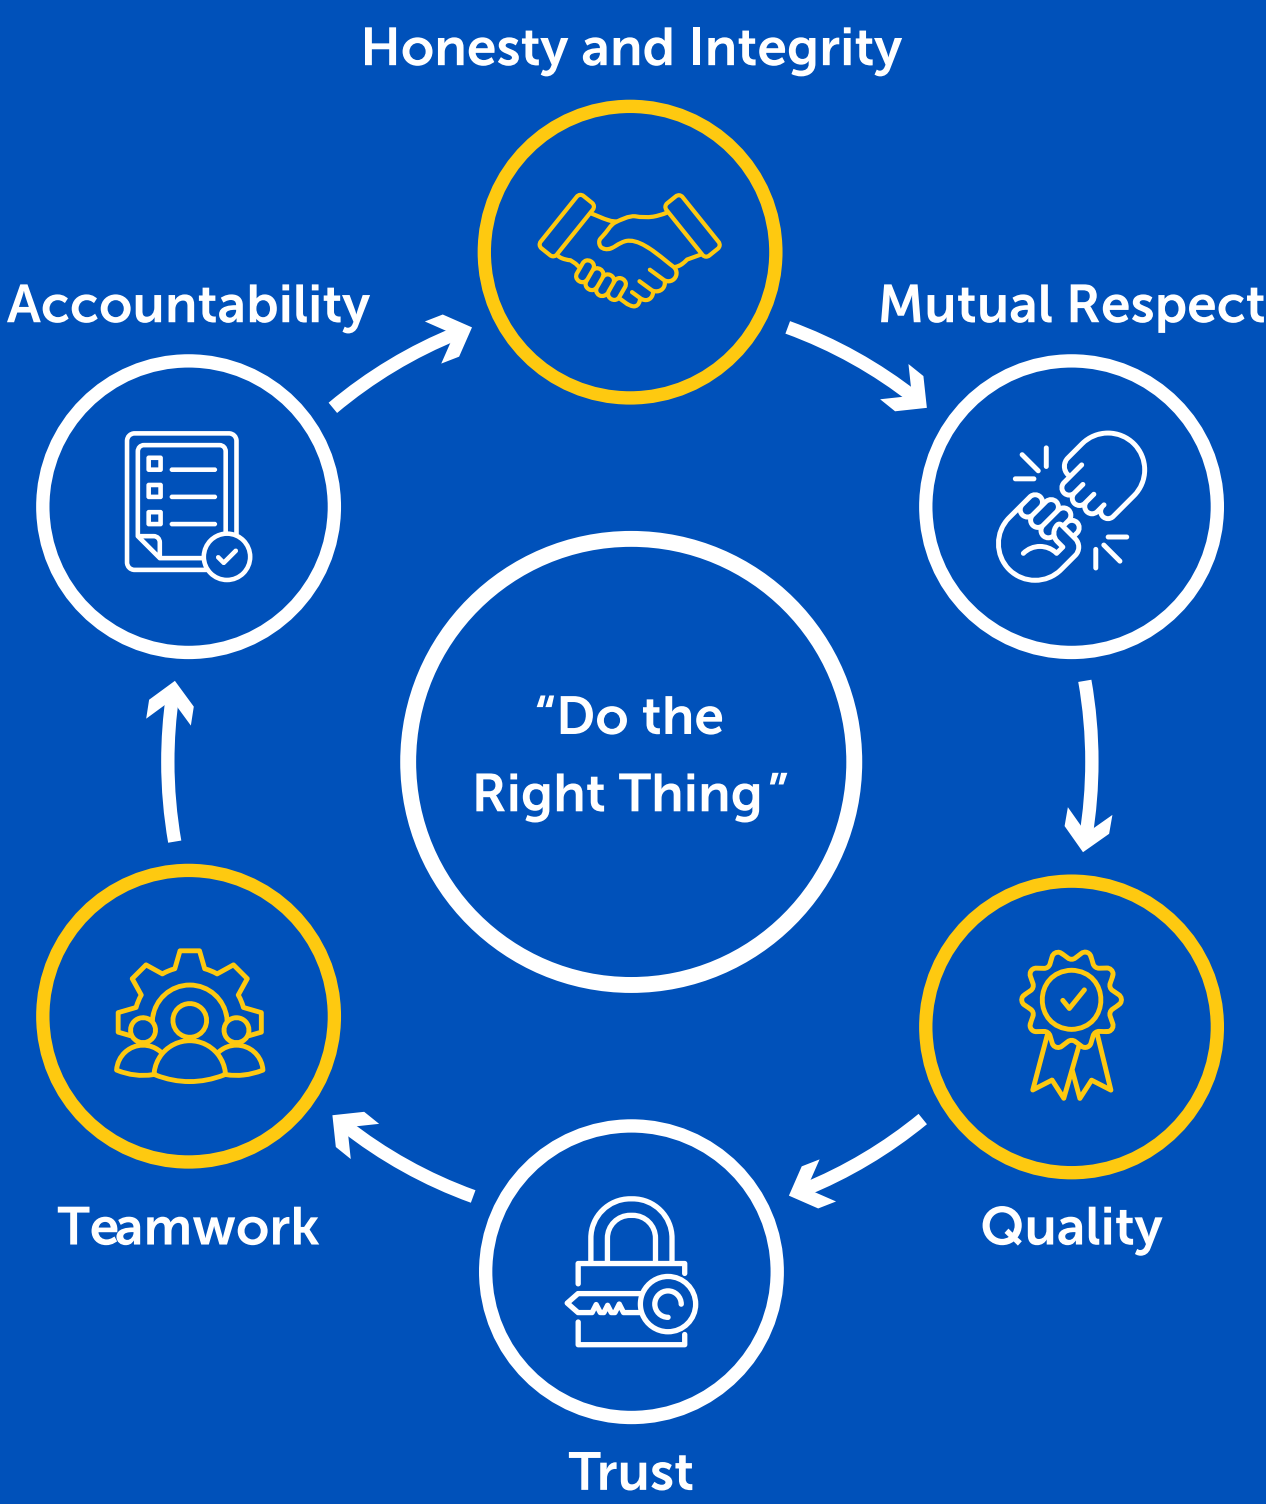 Honesty and Integrity
Accountability
Mutual Respect
“Do the
Right Thing”
Teamwork
Quality
Trust